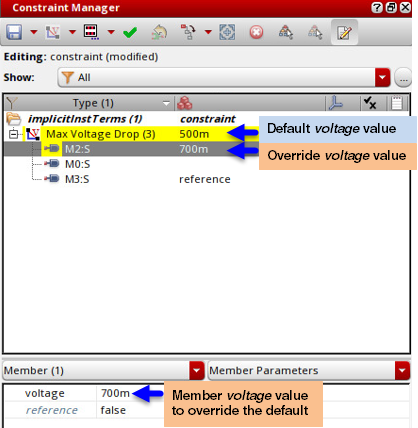 Constraint Manager
Editing: constraint (modified)
Show: All
...
Type (1)
implicitInstTerms (1) constraint
Max Voltage Drop (3) 500m
Default voltage value
M2:S 700m
Override voltage value
M0:S
M3:S reference
Member (1) Member Parameters
voltage 700m
reference false
Member voltage value
to override the default